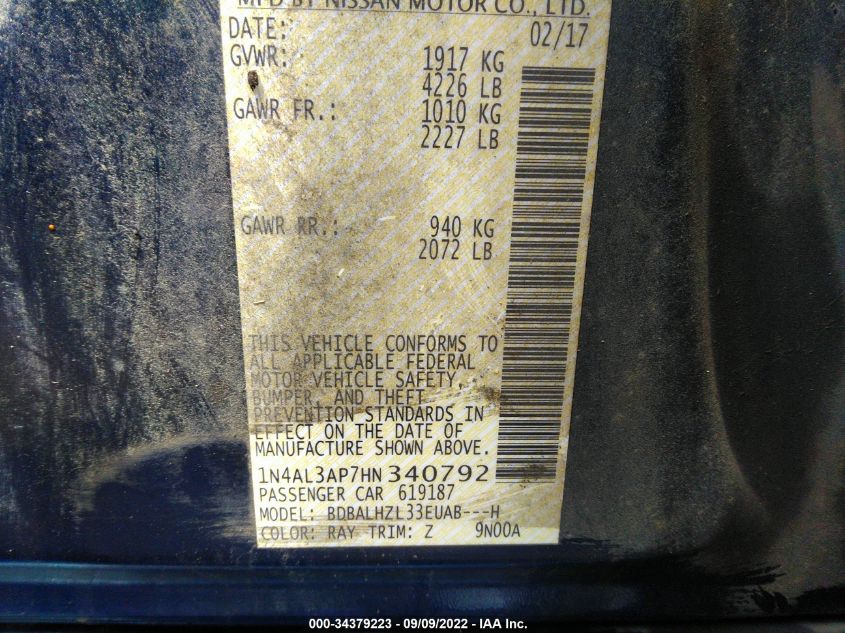 MFD BY NISSAN MOTOR CO., LTD.
DATE: 02/17
GVWR: 1917 KG
4226 LB
GAWR FR.: 1010 KG
2227 LB
GAWR RR.: 940 KG
2072 LB
THIS VEHICLE CONFORMS TO
ALL APPLICABLE FEDERAL
MOTOR VEHICLE SAFETY,
BUMPER, AND THEFT
PREVENTION STANDARDS IN
EFFECT ON THE DATE OF
MANUFACTURE SHOWN ABOVE.
1N4AL3AP7HN340792
PASSENGER CAR 619187
MODEL: BDBALHZL33EUAB---H
COLOR: RAY TRIM: Z 9N00A
000-34379223 - 09/09/2022 - IAA Inc.